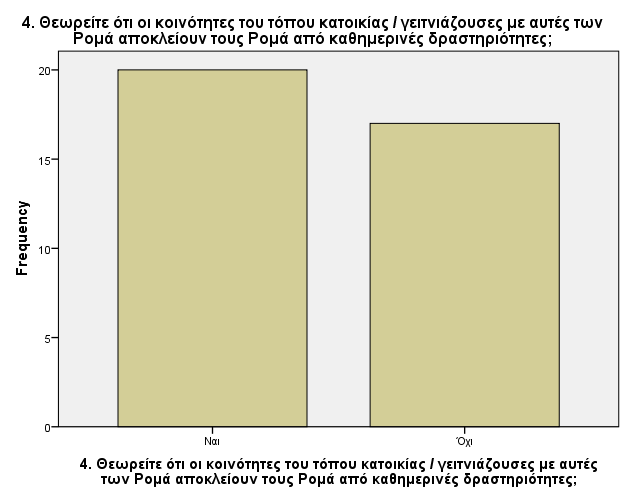 4. Θεωρείτε ότι οι κοινότητες του τόπου κατοικίας / γειτνιάζουσες με αυτές των
Ρομά αποκλείουν τους Ρομά από καθημερινές δραστηριότητες;
20
15
10
5
0
Frequency
Ναι
Όχι
4. Θεωρείτε ότι οι κοινότητες του τόπου κατοικίας / γειτνιάζουσες με αυτές
των Ρομά αποκλείουν τους Ρομά από καθημερινές δραστηριότητες;